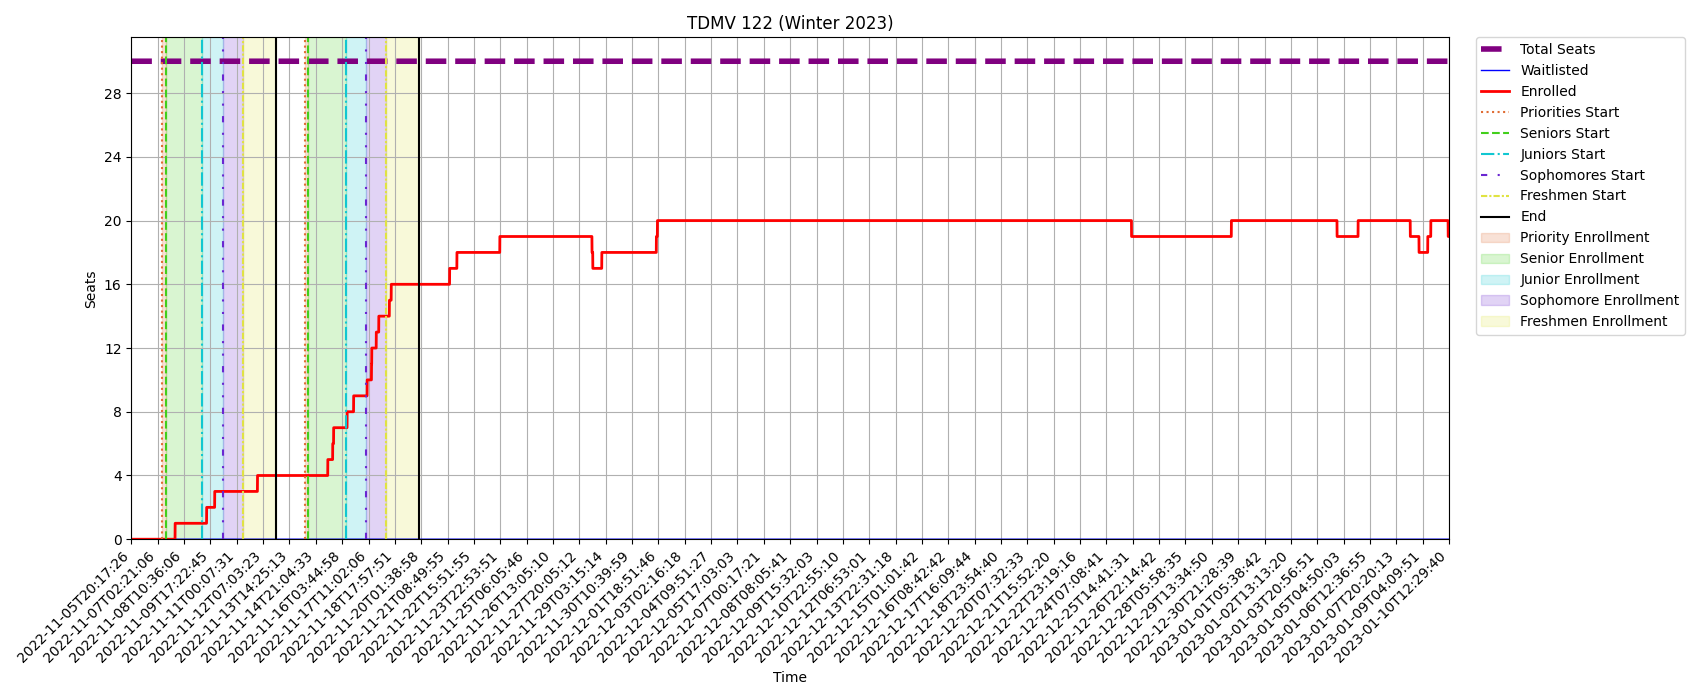 TDMV 122 (Winter 2023)
Seats
28
24
20
16
12
8
4
0
2022-11-05T20:17:26
2022-11-07T02:21:06
2022-11-08T10:36:06
2022-11-09T17:22:45
2022-11-11T00:07:31
2022-11-12T07:03:23
2022-11-13T14:25:13
2022-11-14T21:04:33
2022-11-16T03:44:58
2022-11-17T11:02:06
2022-11-18T17:57:51
2022-11-20T01:38:58
2022-11-21T08:49:55
2022-11-22T15:51:55
2022-11-23T22:53:51
2022-11-25T06:05:46
2022-11-26T13:05:10
2022-11-27T20:05:12
2022-11-29T03:15:14
2022-11-30T10:39:59
2022-12-01T18:51:46
2022-12-03T02:16:18
2022-12-04T09:51:27
2022-12-05T17:03:03
2022-12-07T00:17:21
2022-12-08T08:05:41
2022-12-09T15:32:03
2022-12-10T22:55:10
2022-12-12T06:53:01
2022-12-13T22:31:18
2022-12-15T01:01:42
2022-12-16T08:42:42
2022-12-17T16:09:44
2022-12-18T23:54:40
2022-12-20T07:32:33
2022-12-21T15:52:20
2022-12-22T23:19:16
2022-12-24T07:08:41
2022-12-25T14:41:31
2022-12-26T22:14:42
2022-12-28T05:58:35
2022-12-29T13:34:50
2022-12-30T21:28:39
2023-01-01T05:38:42
2023-01-02T13:13:20
2023-01-03T20:56:51
2023-01-05T04:50:03
2023-01-06T12:36:55
2023-01-07T20:20:13
2023-01-09T04:09:51
2023-01-10T12:29:40
Time
Total Seats
Waitlisted
Enrolled
Priorities Start
Seniors Start
Juniors Start
Sophomores Start
Freshmen Start
End
Priority Enrollment
Senior Enrollment
Junior Enrollment
Sophomore Enrollment
Freshmen Enrollment